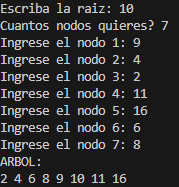 Escriba la raiz: 10
Cuantos nodos quieres? 7
Ingrese el nodo 1: 9
Ingrese el nodo 2: 4
Ingrese el nodo 3: 2
Ingrese el nodo 4: 11
Ingrese el nodo 5: 16
Ingrese el nodo 6: 6
Ingrese el nodo 7: 8
ARBOL:
2 4 6 8 9 10 11 16